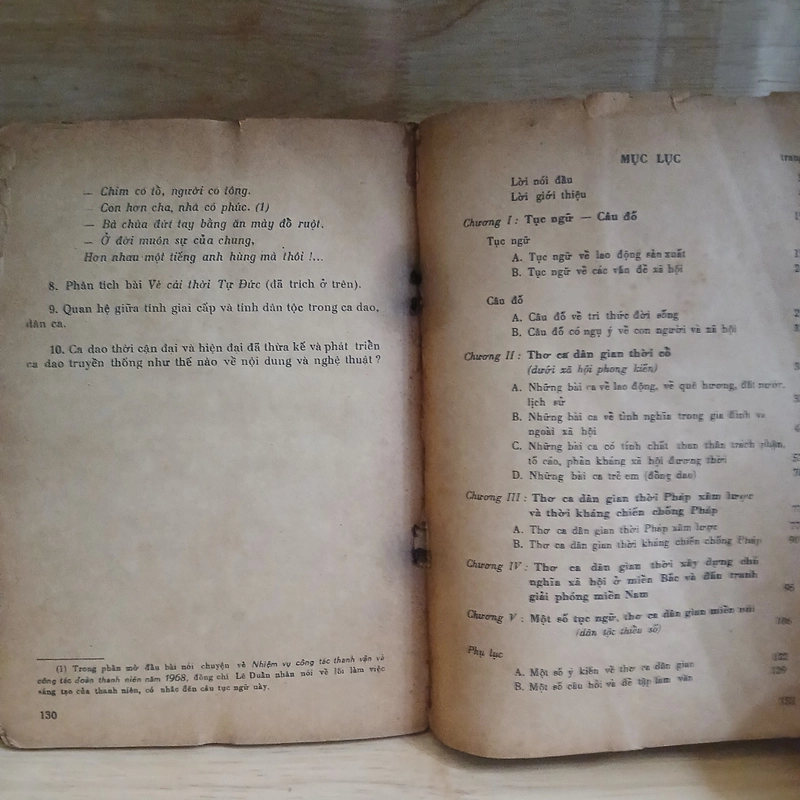 — Chim có tổ, người có tông.
Con hơn cha, nhà có phúc. (1)
— Bà chúa đứt tay bằng ăn mày đổ ruột.
— Ở đời muôn sự của chung,
Hơn nhau một tiếng anh hùng mà thôi !...
8. Phân tích bài Vè cái thời Tự Đức (đã trích ở trên).
9. Quan hệ giữa tính giai cấp và tính dân tộc trong ca dao,
dân ca.
10. Ca dao thời cận đại và hiện đại đã thừa kế và phát triển
ca dao truyền thống như thế nào về nội dung và nghệ thuật ?
(1) Trong phần mở đầu bài nói chuyện về Nhiệm vụ công tác thanh vận và
công tác đoàn thanh niên năm 1968, đồng chí Lê Duẩn nhân nói về lối làm việc
sáng tạo của thanh niên, có nhắc đến câu tục ngữ này.
130
MỤC LỤC
trang
Lời nói đầu
Lời giới thiệu
Chương I : Tục ngữ — Câu đố
Tục ngữ
A. Tục ngữ về lao động sản xuất
B. Tục ngữ về các vấn đề xã hội
Câu đố
A. Câu đố về tri thức đời sống
B. Câu đố có ngụ ý về con người và xã hội
Chương II : Thơ ca dân gian thời cổ
(dưới xã hội phong kiến)
A. Những bài ca về lao động, về quê hương, đất nước,
lịch sử
B. Những bài ca về tình nghĩa trong gia đình và
ngoài xã hội
C. Những bài ca có tính chất than thân trách phận,
tố cáo, phản kháng xã hội đương thời
D. Những bài ca trẻ em (đồng dao)
Chương III : Thơ ca dân gian thời Pháp xâm lược
và thời kháng chiến chống Pháp
A. Thơ ca dân gian thời Pháp xâm lược
B. Thơ ca dân gian thời kháng chiến chống Pháp
Chương IV : Thơ ca dân gian thời xây dựng chủ
nghĩa xã hội ở miền Bắc và đấu tranh
giải phóng miền Nam
Chương V : Một số tục ngữ, thơ ca dân gian miền núi
(dân tộc thiểu số)
Phụ lục
A. Một số ý kiến về thơ ca dân gian
B. Một số câu hỏi và đề tập làm văn